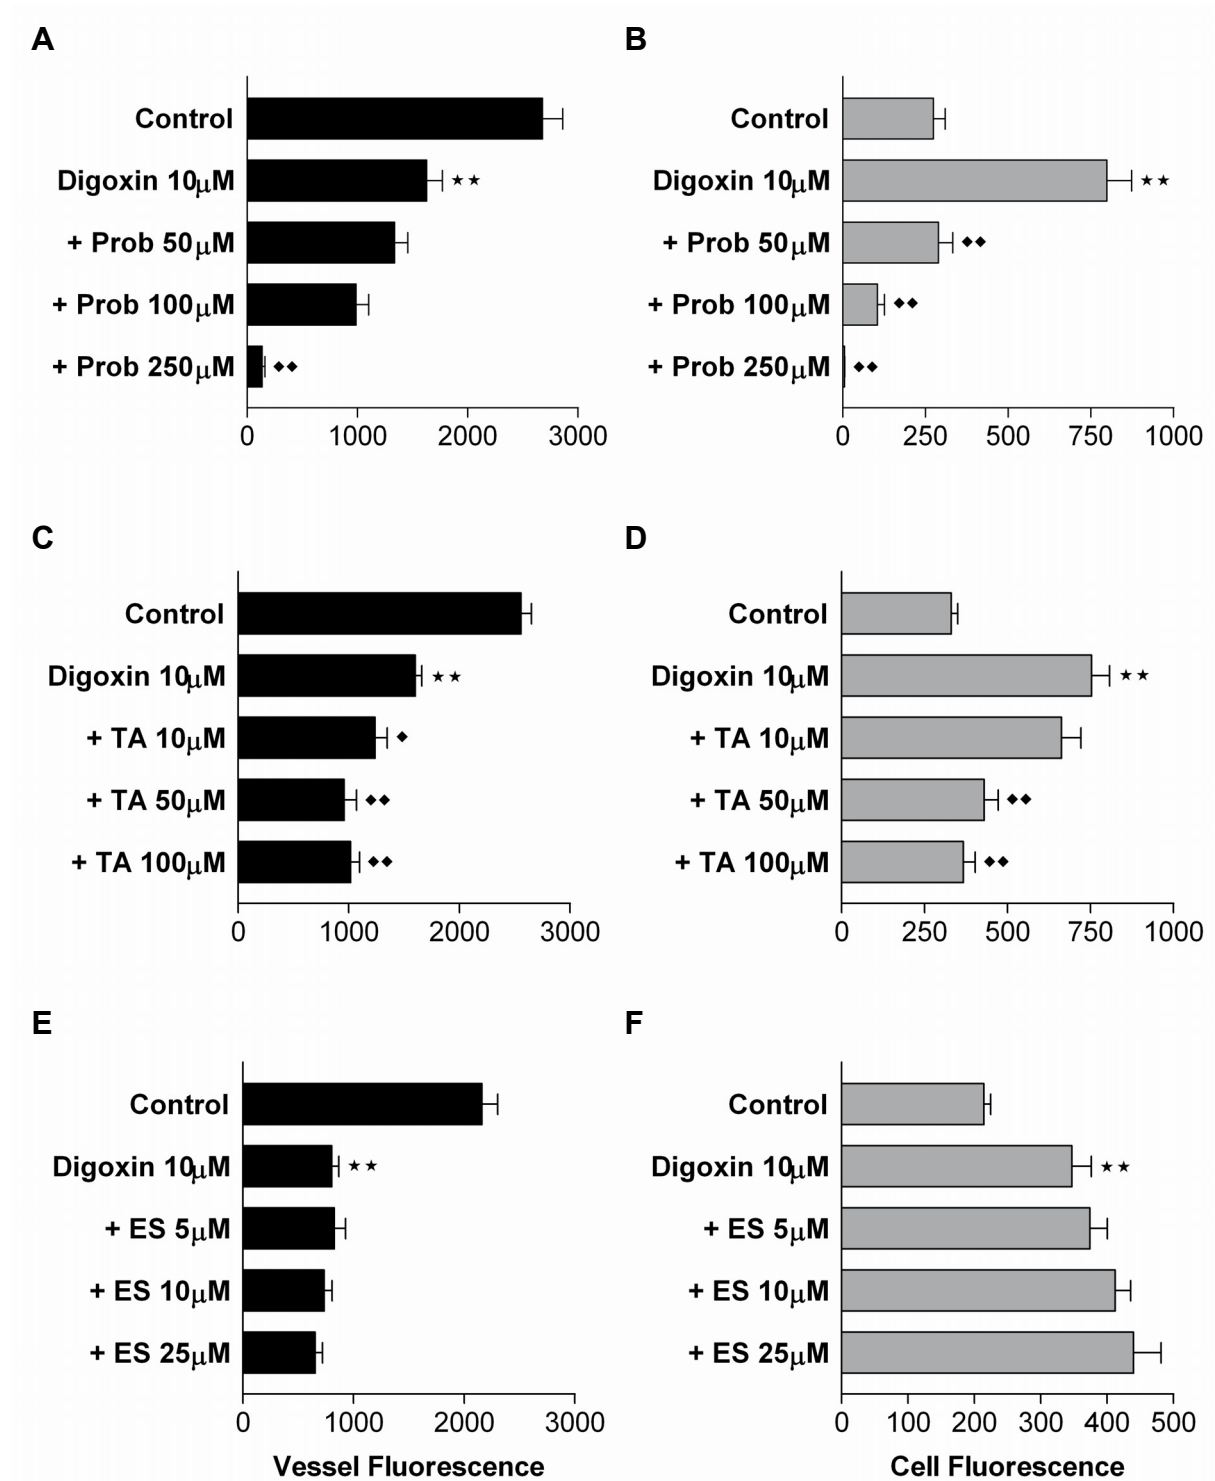 A
Control
Digoxin 10µM ★★
+ Prob 50µM
+ Prob 100µM
+ Prob 250µM ◆◆
0 1000 2000 3000
B
Control
Digoxin 10µM ★★
+ Prob 50µM ◆◆
+ Prob 100µM ◆◆
+ Prob 250µM ◆◆
0 250 500 750 1000
C
Control
Digoxin 10µM ★★
+ TA 10µM ◆
+ TA 50µM ◆◆
+ TA 100µM ◆◆
0 1000 2000 3000
D
Control
Digoxin 10µM ★★
+ TA 10µM
+ TA 50µM ◆◆
+ TA 100µM ◆◆
0 250 500 750 1000
E
Control
Digoxin 10µM ★★
+ ES 5µM
+ ES 10µM
+ ES 25µM
0 1000 2000 3000
Vessel Fluorescence
F
Control
Digoxin 10µM ★★
+ ES 5µM
+ ES 10µM
+ ES 25µM
0 100 200 300 400 500
Cell Fluorescence